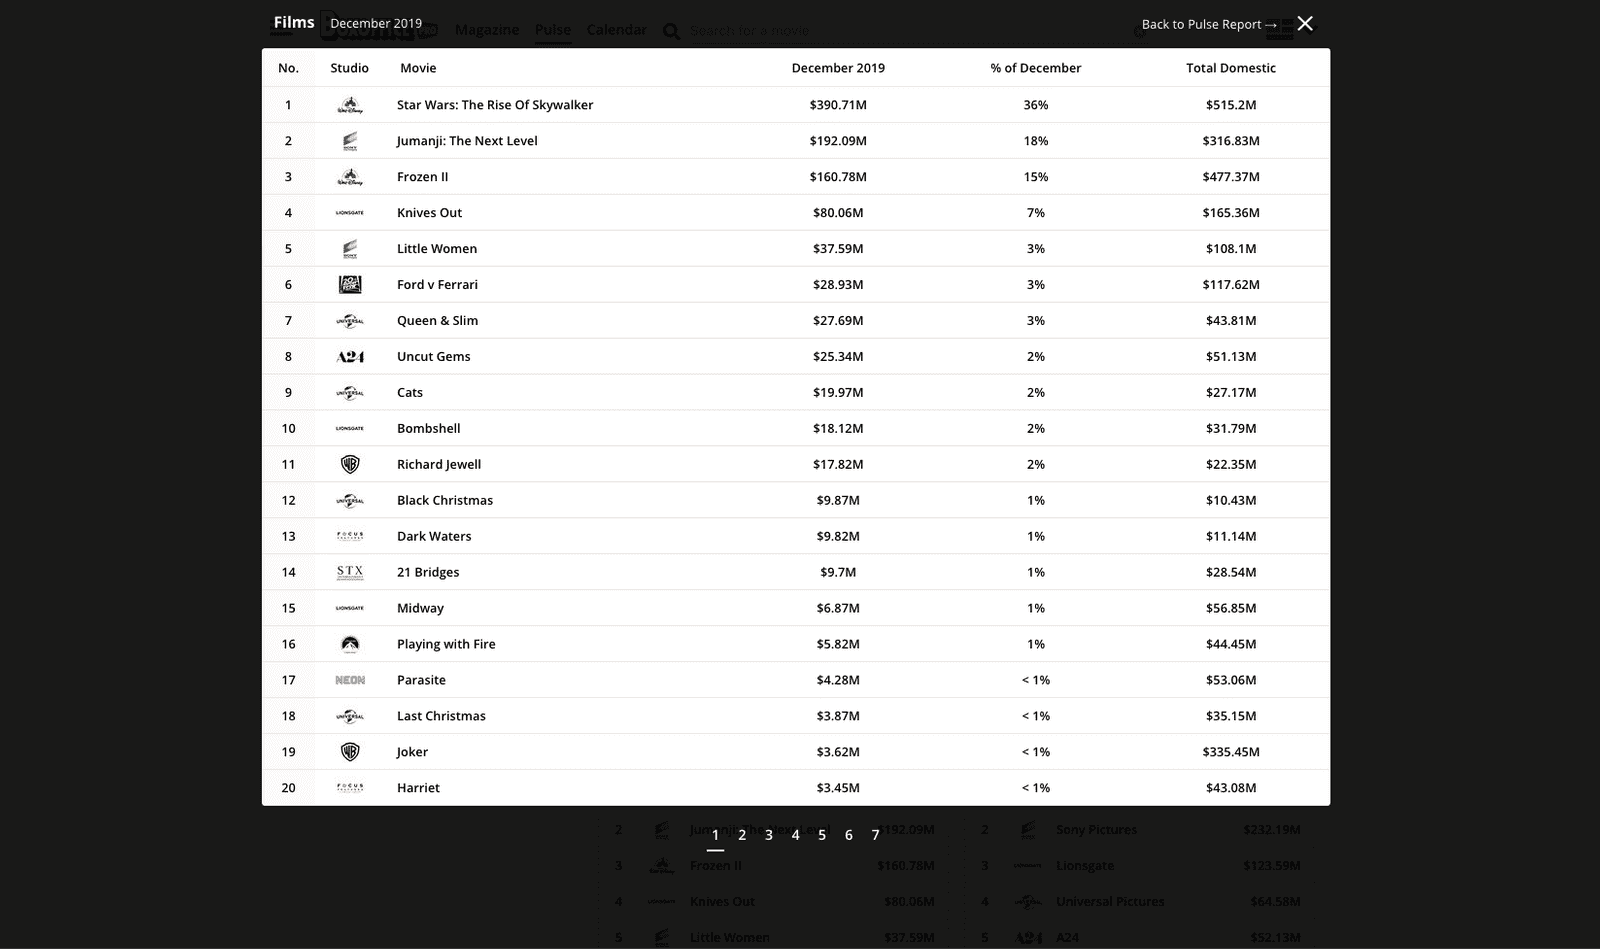 Films December 2019 Back to Pulse Report →
PRO Magazine Pulse Calendar Search for a movie
No. Studio Movie December 2019 % of December Total Domestic
1 Walt Disney Star Wars: The Rise Of Skywalker $390.71M 36% $515.2M
2 SONY Jumanji: The Next Level $192.09M 18% $316.83M
3 Walt Disney Frozen II $160.78M 15% $477.37M
4 LIONSGATE Knives Out $80.06M 7% $165.36M
5 SONY Little Women $37.59M 3% $108.1M
6 Ford v Ferrari $28.93M 3% $117.62M
7 UNIVERSAL Queen & Slim $27.69M 3% $43.81M
8 A24 Uncut Gems $25.34M 2% $51.13M
9 UNIVERSAL Cats $19.97M 2% $27.17M
10 LIONSGATE Bombshell $18.12M 2% $31.79M
11 WB Richard Jewell $17.82M 2% $22.35M
12 UNIVERSAL Black Christmas $9.87M 1% $10.43M
13 FOCUS FEATURES Dark Waters $9.82M 1% $11.14M
14 STX 21 Bridges $9.7M 1% $28.54M
15 LIONSGATE Midway $6.87M 1% $56.85M
16 Playing with Fire $5.82M 1% $44.45M
17 NEON Parasite $4.28M < 1% $53.06M
18 UNIVERSAL Last Christmas $3.87M < 1% $35.15M
19 WB Joker $3.62M < 1% $335.45M
20 FOCUS FEATURES Harriet $3.45M < 1% $43.08M
1 2 3 4 5 6 7
2 Jumanji: The Next Level $192.09M 2 Sony Pictures $232.19M
3 Frozen II $160.78M 3 Lionsgate $123.59M
4 Knives Out $80.06M 4 Universal Pictures $64.58M
5 Little Women $37.59M 5 A24 A24 $52.13M